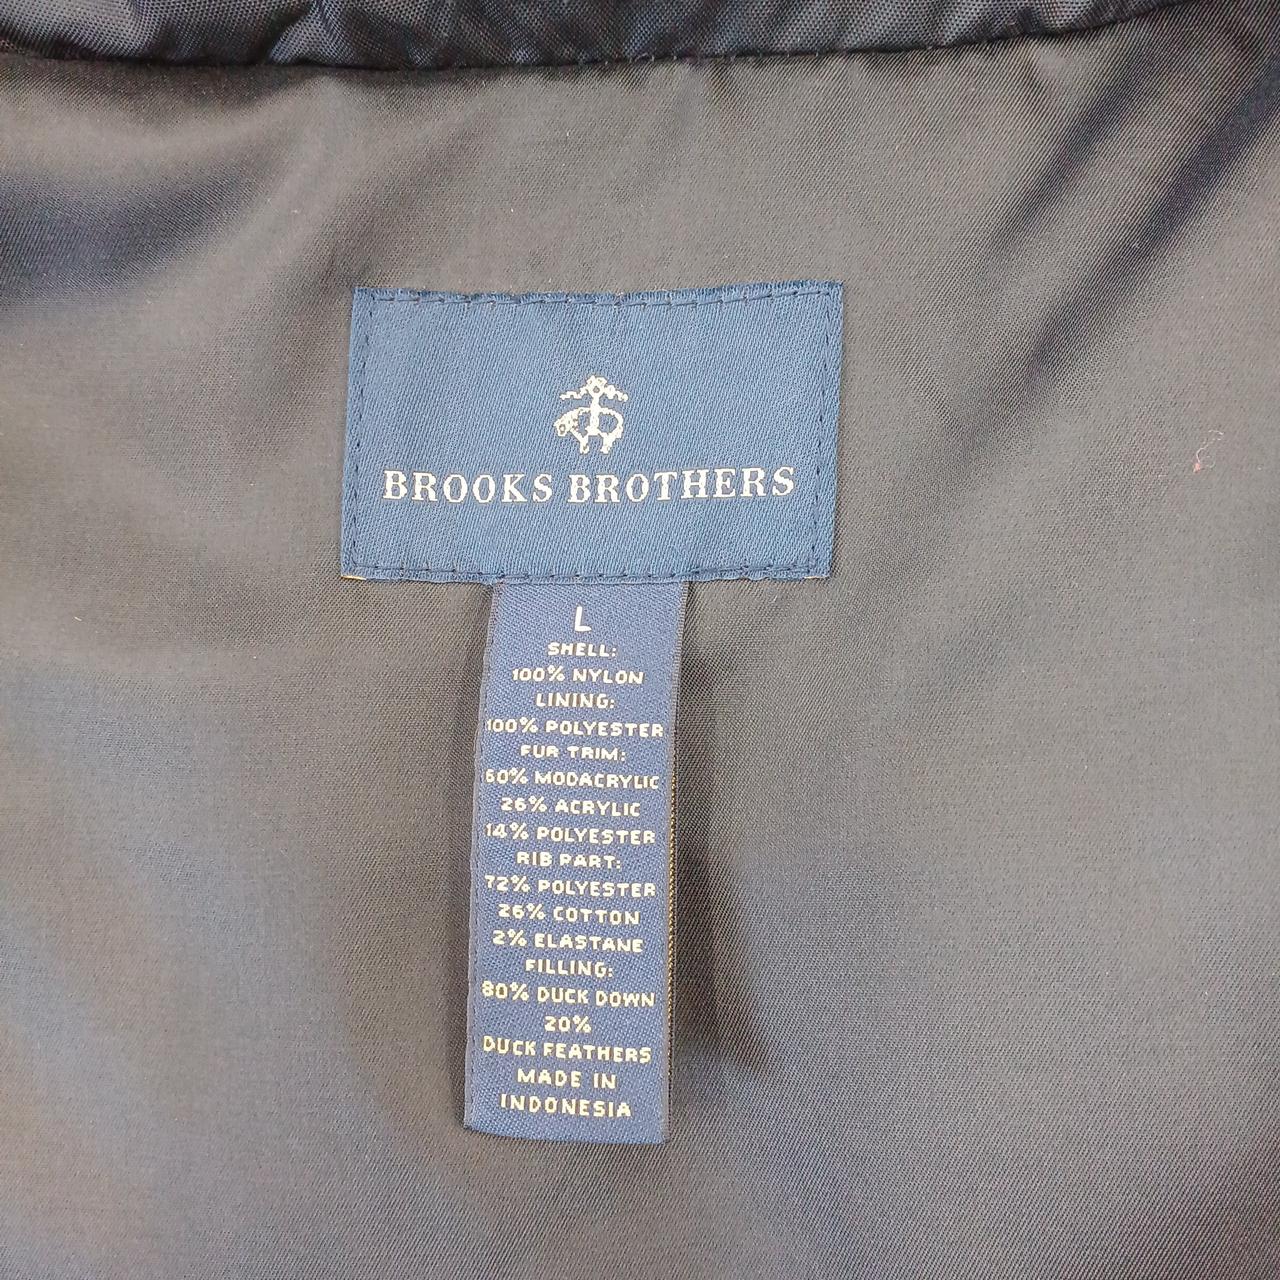 BROOKS BROTHERS
L
SHELL:
100% NYLON
LINING:
100% POLYESTER
FUR TRIM:
60% MODACRYLIC
26% ACRYLIC
14% POLYESTER
RIB PART:
72% POLYESTER
26% COTTON
2% ELASTANE
FILLING:
80% DUCK DOWN
20%
DUCK FEATHERS
MADE IN
INDONESIA